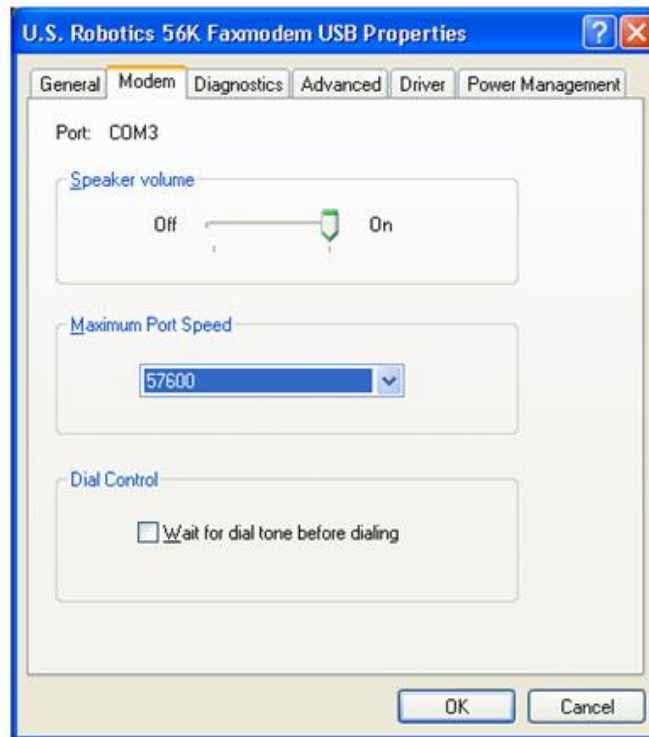 U.S. Robotics 56K Faxmodem USB Properties
General Modem Diagnostics Advanced Driver Power Management
Port: COM3
Speaker volume
Off On
Maximum Port Speed
57600
Dial Control
Wait for dial tone before dialing
OK Cancel